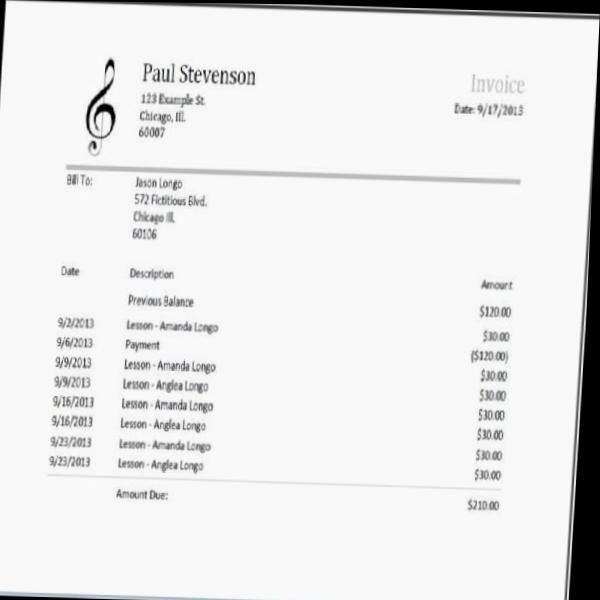 Paul Stevenson
123 Example St.
Chicago, Ill.
60007
Invoice
Date: 9/17/2013
Bill To:
Jason Longo
572 Fictitious Blvd.
Chicago Ill.
60106
Date Description Amount
Previous Balance $120.00
9/2/2013 Lesson - Amanda Longo $30.00
9/6/2013 Payment ($120.00)
9/9/2013 Lesson - Amanda Longo $30.00
9/9/2013 Lesson - Anglea Longo $30.00
9/16/2013 Lesson - Amanda Longo $30.00
9/16/2013 Lesson - Anglea Longo $30.00
9/23/2013 Lesson - Amanda Longo $30.00
9/23/2013 Lesson - Anglea Longo $30.00
Amount Due: $210.00